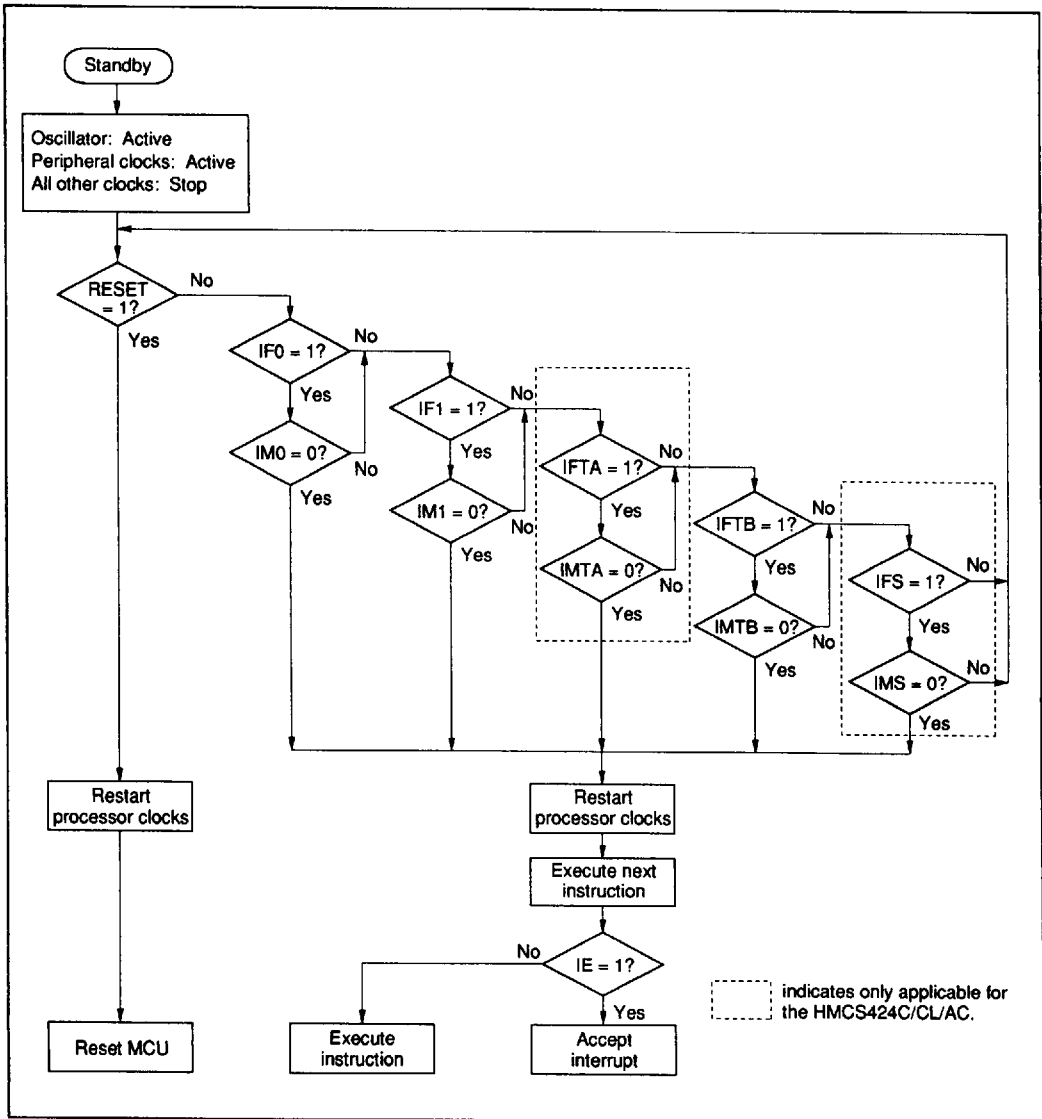 Standby
Oscillator: Active
Peripheral clocks: Active
All other clocks: Stop
RESET
= 1?
No
Yes
IF0 = 1?
No
Yes
IM0 = 0?
No
Yes
IF1 = 1?
No
Yes
IM1 = 0?
No
Yes
IFTA = 1?
No
Yes
IMTA = 0?
No
Yes
IFTB = 1?
No
Yes
IMTB = 0?
No
Yes
IFS = 1?
No
Yes
IMS = 0?
No
Yes
Restart
processor clocks
Restart
processor clocks
Execute next
instruction
IE = 1?
No
Yes
Reset MCU
Execute
instruction
Accept
interrupt
indicates only applicable for
the HMCS424C/CL/AC.